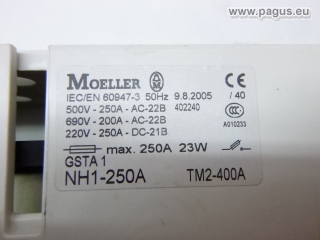 www.pagus.eu
MOELLER
CE
IEC/EN 60947-3 50Hz 9.8.2005 / 40
500V - 250A - AC-22B 402240
690V - 200A - AC-22B
220V - 250A - DC-21B A010233
max. 250A 23W
GSTA 1
NH1-250A TM2-400A